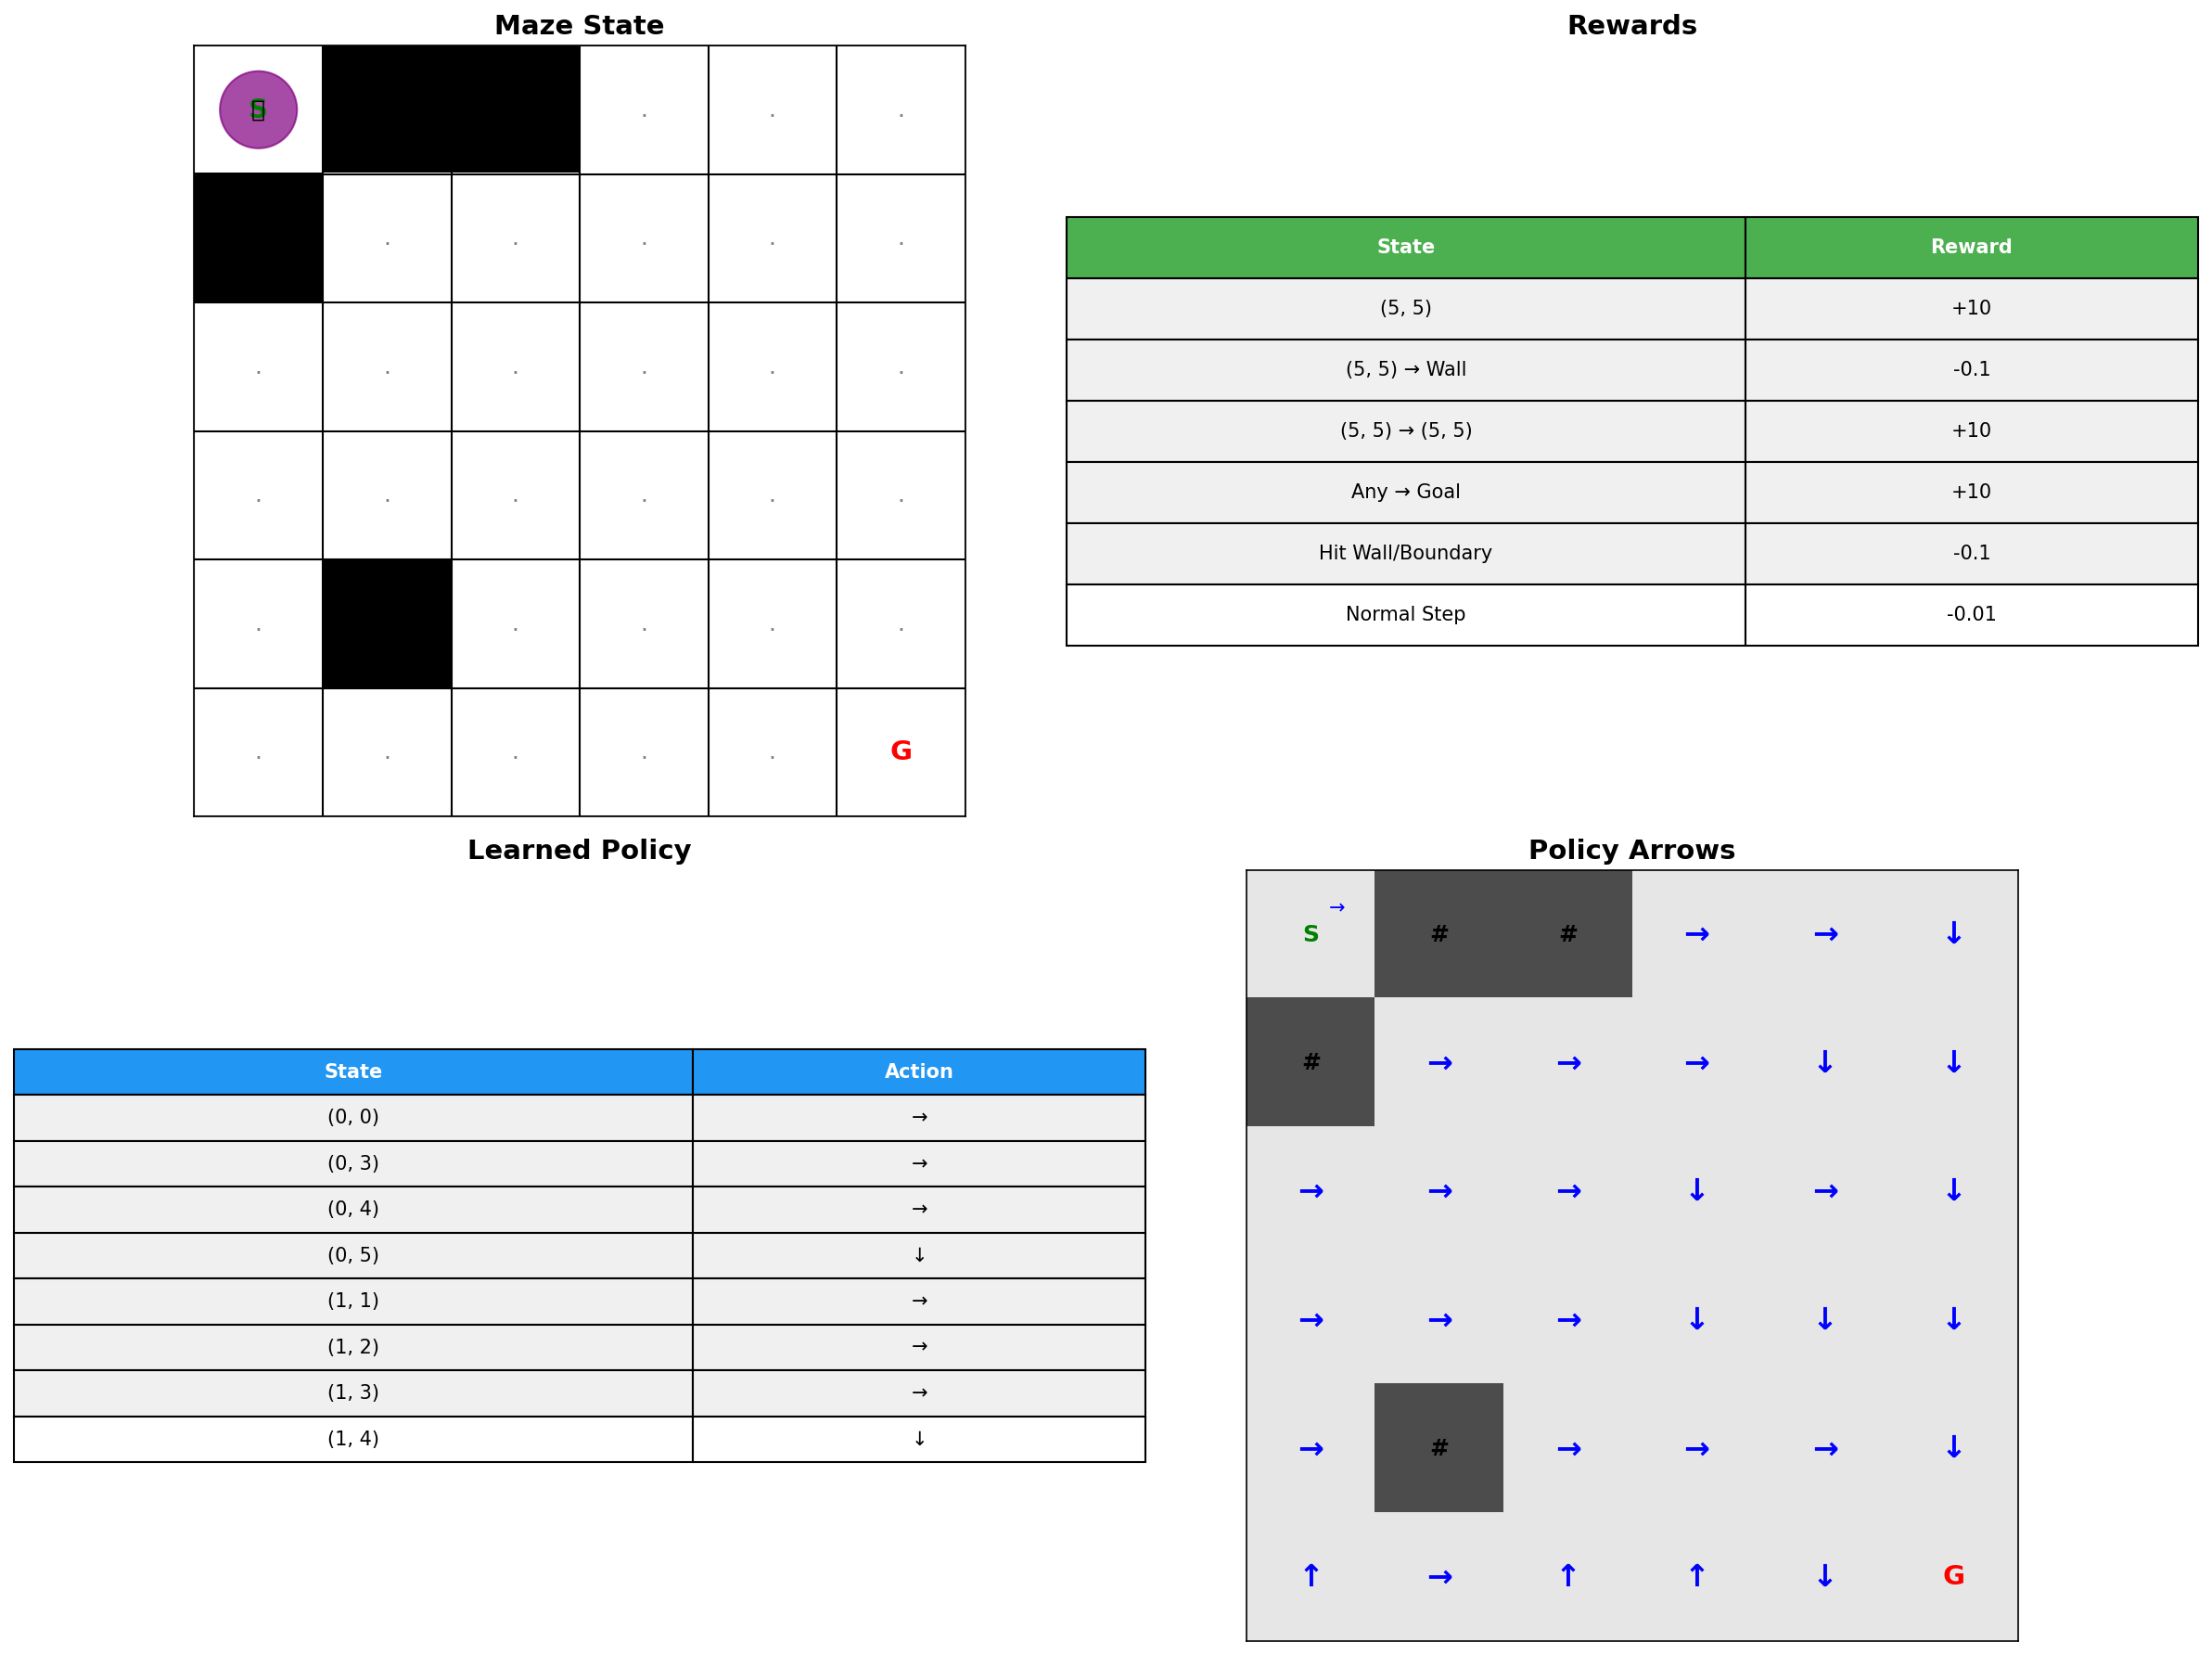 Maze State
S
. . .
. . . . .
. . . . . .
. . . . . .
. . . . .
. . . . . G
Rewards
State Reward
(5, 5) +10
(5, 5) → Wall -0.1
(5, 5) → (5, 5) +10
Any → Goal +10
Hit Wall/Boundary -0.1
Normal Step -0.01
Learned Policy
State Action
(0, 0) →
(0, 3) →
(0, 4) →
(0, 5) ↓
(1, 1) →
(1, 2) →
(1, 3) →
(1, 4) ↓
Policy Arrows
S → # # → → ↓
# → → → ↓ ↓
→ → → ↓ → ↓
→ → → ↓ ↓ ↓
→ # → → → ↓
↑ → ↑ ↑ ↓ G